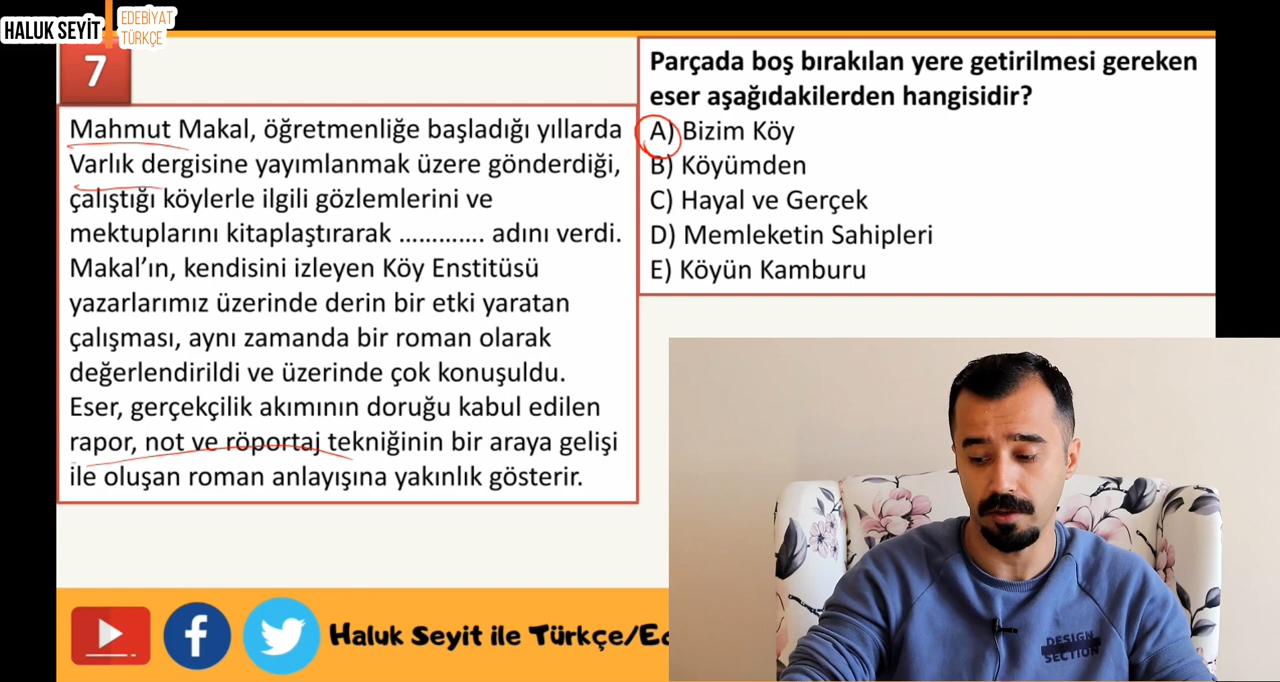 HALUK SEYİT
EDEBİYAT
TÜRKÇE
7
Mahmut Makal, öğretmenliğe başladığı yıllarda
Varlık dergisine yayımlanmak üzere gönderdiği,
çalıştığı köylerle ilgili gözlemlerini ve
mektuplarını kitaplaştırarak …………. adını verdi.
Makal’ın, kendisini izleyen Köy Enstitüsü
yazarlarımız üzerinde derin bir etki yaratan
çalışması, aynı zamanda bir roman olarak
değerlendirildi ve üzerinde çok konuşuldu.
Eser, gerçekçilik akımının doruğu kabul edilen
rapor, not ve röportaj tekniğinin bir araya gelişi
ile oluşan roman anlayışına yakınlık gösterir.
Parçada boş bırakılan yere getirilmesi gereken
eser aşağıdakilerden hangisidir?
A) Bizim Köy
B) Köyümden
C) Hayal ve Gerçek
D) Memleketin Sahipleri
E) Köyün Kamburu
Haluk Seyit ile Türkçe/Ed
DESIGN
SECTION